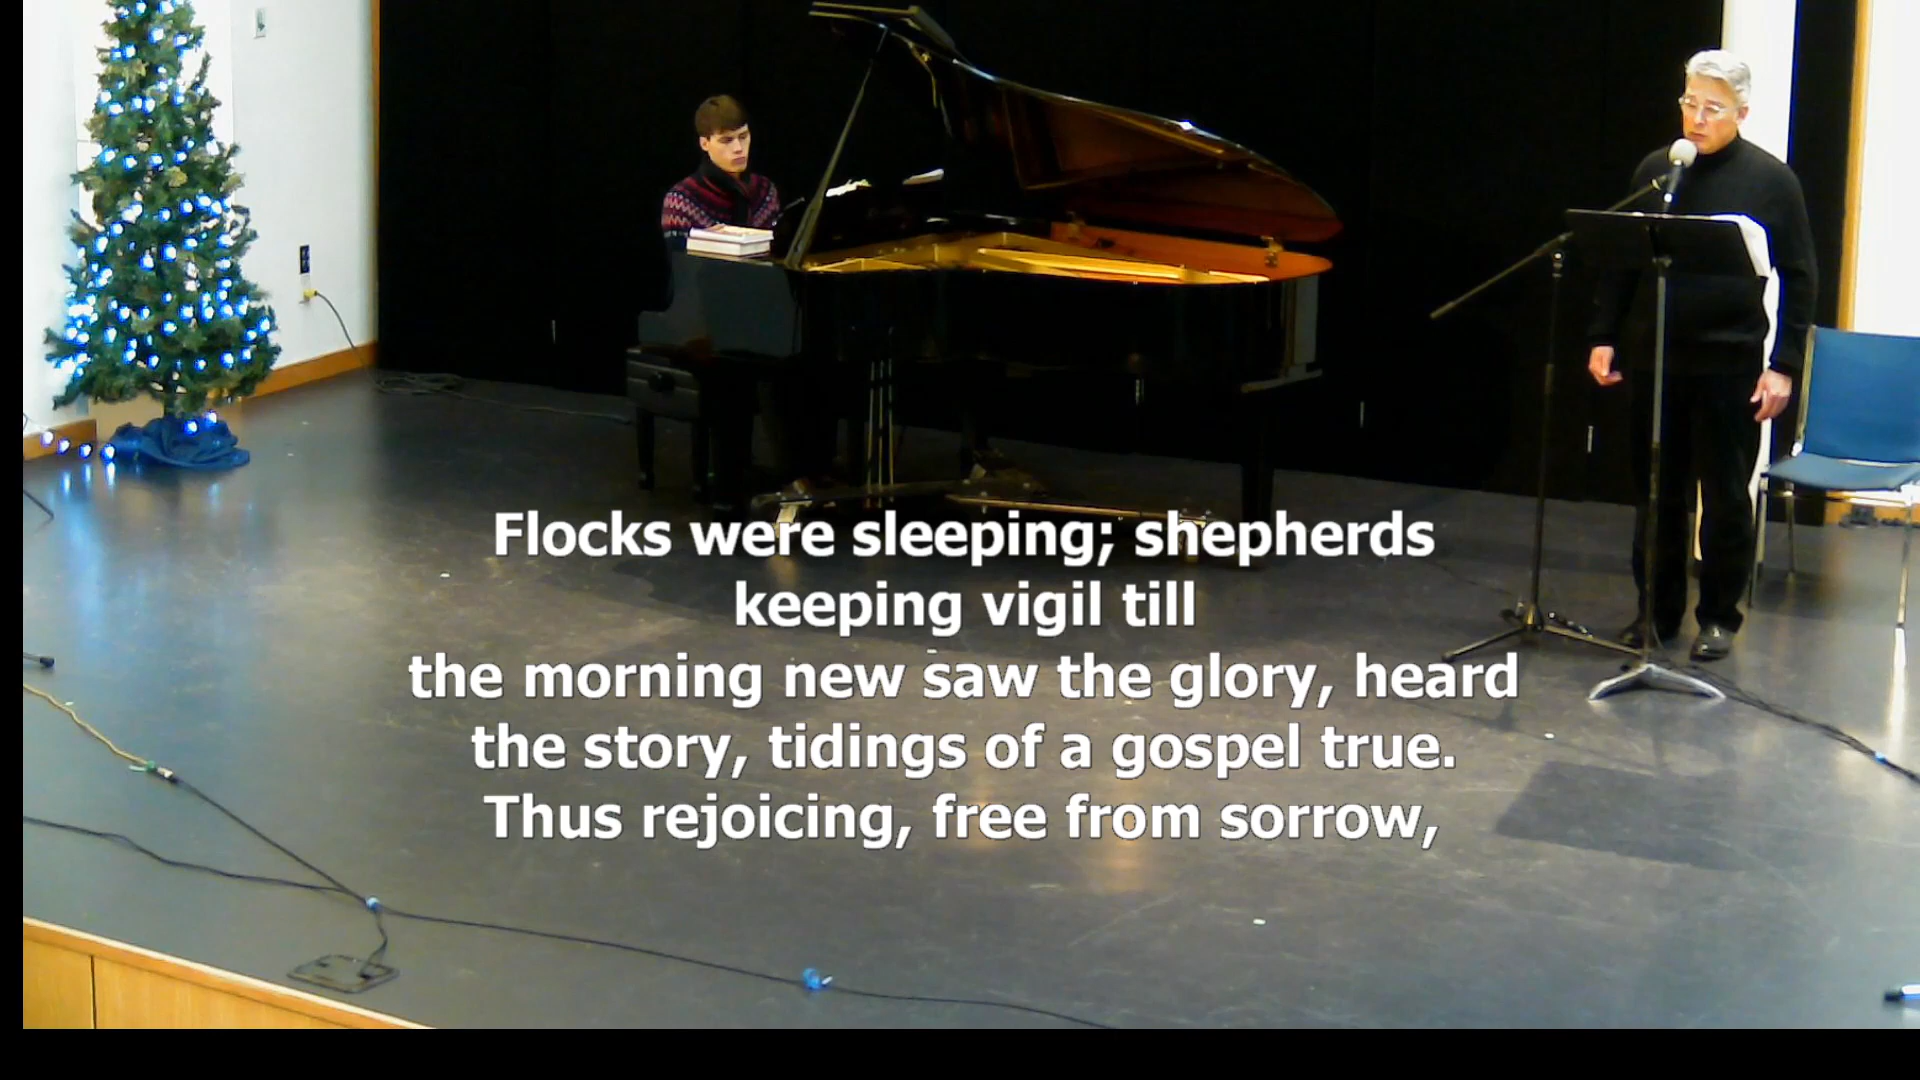 Flocks were sleeping; shepherds
keeping vigil till
the morning new saw the glory, heard
the story, tidings of a gospel true.
Thus rejoicing, free from sorrow,